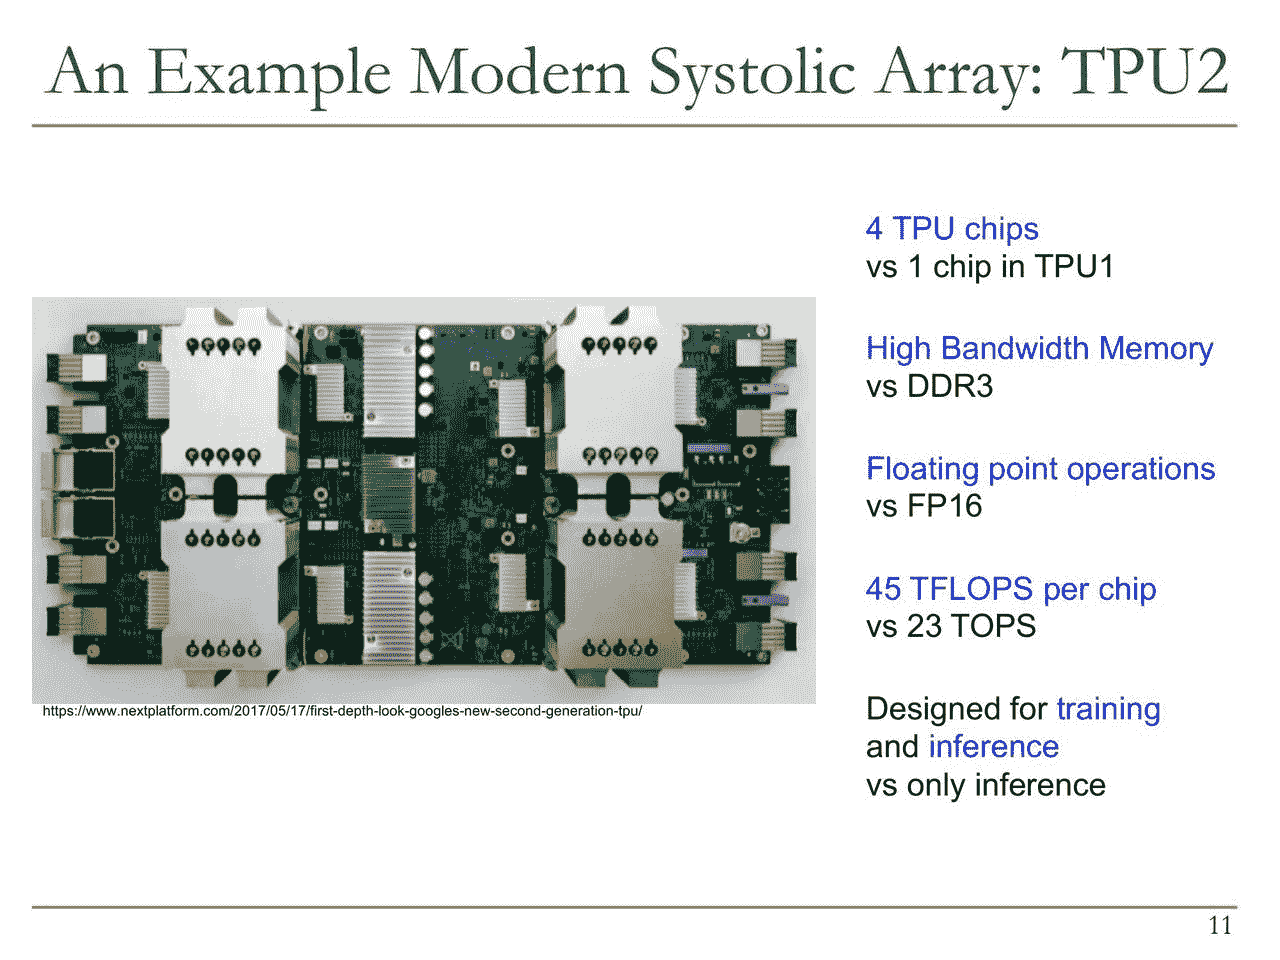 An Example Modern Systolic Array: TPU2
4 TPU chips
vs 1 chip in TPU1
High Bandwidth Memory
vs DDR3
Floating point operations
vs FP16
45 TFLOPS per chip
vs 23 TOPS
Designed for training
and inference
vs only inference
https://www.nextplatform.com/2017/05/17/first-depth-look-googles-new-second-generation-tpu/
11